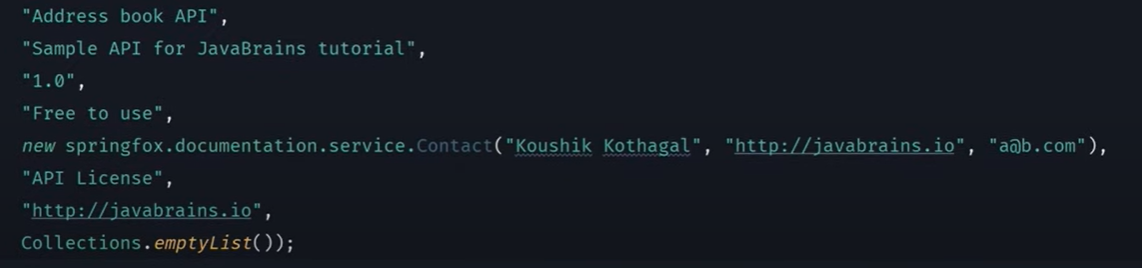 "Address book API",
"Sample API for JavaBrains tutorial",
"1.0",
"Free to use",
new springfox.documentation.service.Contact("Koushik Kothagal", "http://javabrains.io", "a@b.com"),
"API License",
"http://javabrains.io",
Collections.emptyList());